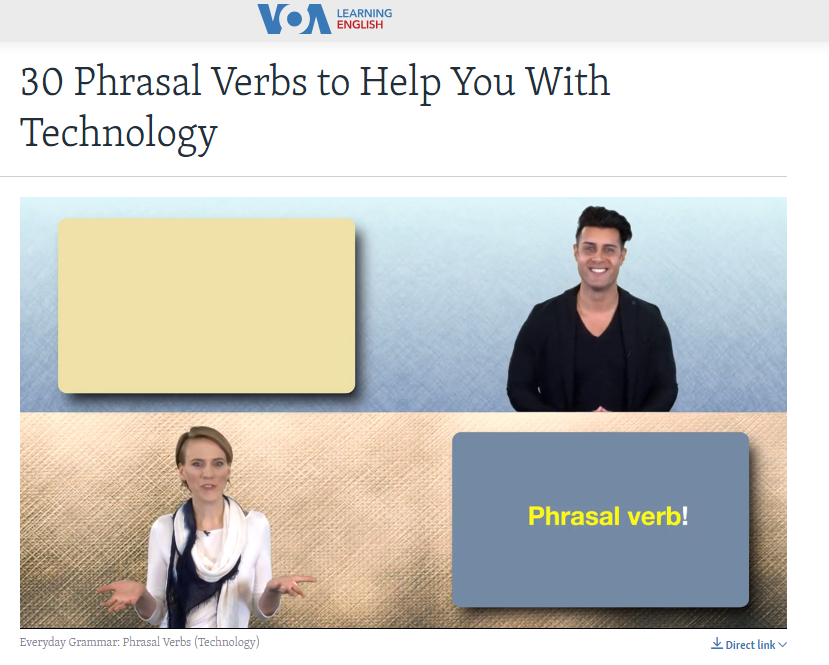 VOA LEARNING
ENGLISH
30 Phrasal Verbs to Help You With
Technology
Phrasal verb!
Everyday Grammar: Phrasal Verbs (Technology)
Direct link